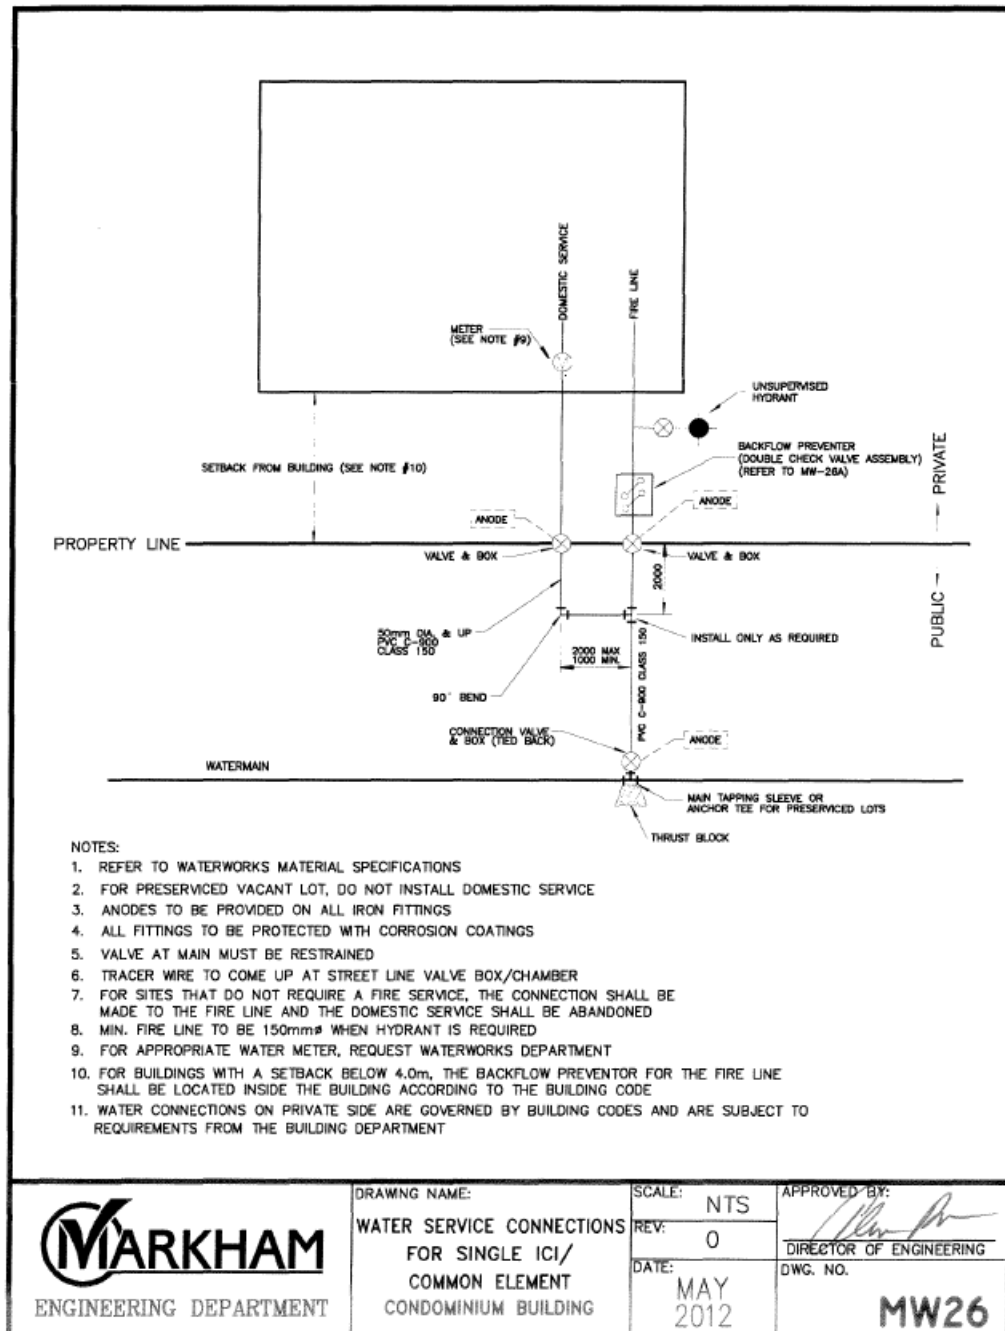 DOMESTIC SERVICE
FIRE LINE
METER
(SEE NOTE #9)
UNSUPERVISED
HYDRANT
BACKFLOW PREVENTER
(DOUBLE CHECK VALVE ASSEMBLY)
(REFER TO MW-26A)
SETBACK FROM BUILDING (SEE NOTE #10)
PRIVATE
ANODE
ANODE
PROPERTY LINE
VALVE & BOX
VALVE & BOX
2000
PUBLIC
50mm DIA. & UP
PVC C-900
CLASS 150
INSTALL ONLY AS REQUIRED
2000 MAX
1000 MIN.
PVC C-900 CLASS 150
90° BEND
CONNECTION VALVE
& BOX (TIED BACK)
ANODE
WATERMAIN
MAIN TAPPING SLEEVE OR
ANCHOR TEE FOR PRESERVICED LOTS
THRUST BLOCK
NOTES:
1. REFER TO WATERWORKS MATERIAL SPECIFICATIONS
2. FOR PRESERVICED VACANT LOT, DO NOT INSTALL DOMESTIC SERVICE
3. ANODES TO BE PROVIDED ON ALL IRON FITTINGS
4. ALL FITTINGS TO BE PROTECTED WITH CORROSION COATINGS
5. VALVE AT MAIN MUST BE RESTRAINED
6. TRACER WIRE TO COME UP AT STREET LINE VALVE BOX/CHAMBER
7. FOR SITES THAT DO NOT REQUIRE A FIRE SERVICE, THE CONNECTION SHALL BE
MADE TO THE FIRE LINE AND THE DOMESTIC SERVICE SHALL BE ABANDONED
8. MIN. FIRE LINE TO BE 150mmø WHEN HYDRANT IS REQUIRED
9. FOR APPROPRIATE WATER METER, REQUEST WATERWORKS DEPARTMENT
10. FOR BUILDINGS WITH A SETBACK BELOW 4.0m, THE BACKFLOW PREVENTOR FOR THE FIRE LINE
SHALL BE LOCATED INSIDE THE BUILDING ACCORDING TO THE BUILDING CODE
11. WATER CONNECTIONS ON PRIVATE SIDE ARE GOVERNED BY BUILDING CODES AND ARE SUBJECT TO
REQUIREMENTS FROM THE BUILDING DEPARTMENT
MARKHAM
ENGINEERING DEPARTMENT
DRAWING NAME:
WATER SERVICE CONNECTIONS
FOR SINGLE ICI/
COMMON ELEMENT
CONDOMINIUM BUILDING
SCALE: NTS
REV: 0
DATE: MAY
2012
APPROVED BY:
DIRECTOR OF ENGINEERING
DWG. NO.
MW26